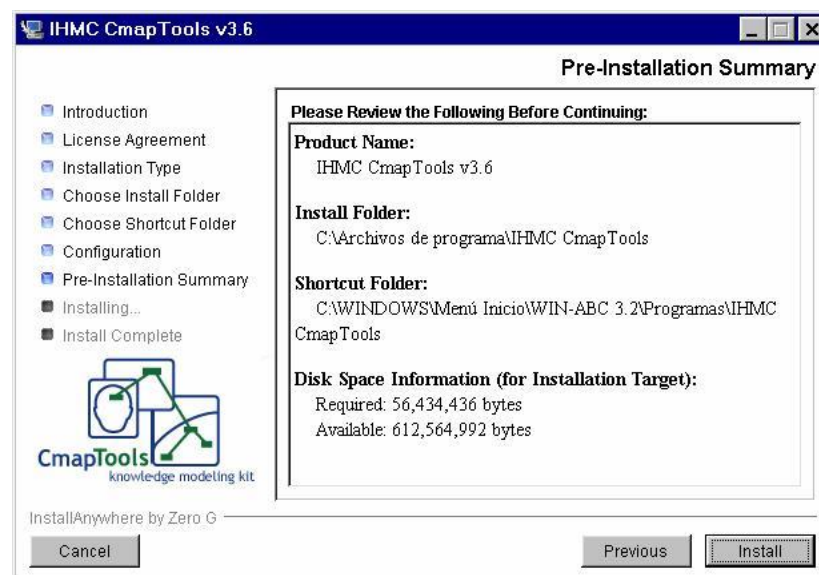 IHMC CmapTools v3.6
Pre-Installation Summary
Introduction
License Agreement
Installation Type
Choose Install Folder
Choose Shortcut Folder
Configuration
Pre-Installation Summary
Installing...
Install Complete
CmapTools
knowledge modeling kit
Please Review the Following Before Continuing:
Product Name:
IHMC CmapTools v3.6
Install Folder:
C:\Archivos de programa\IHMC CmapTools
Shortcut Folder:
C:\WINDOWS\Menú Inicio\WIN-ABC 3.2\Programas\IHMC
CmapTools
Disk Space Information (for Installation Target):
Required: 56,434,436 bytes
Available: 612,564,992 bytes
InstallAnywhere by Zero G
Cancel
Previous
Install